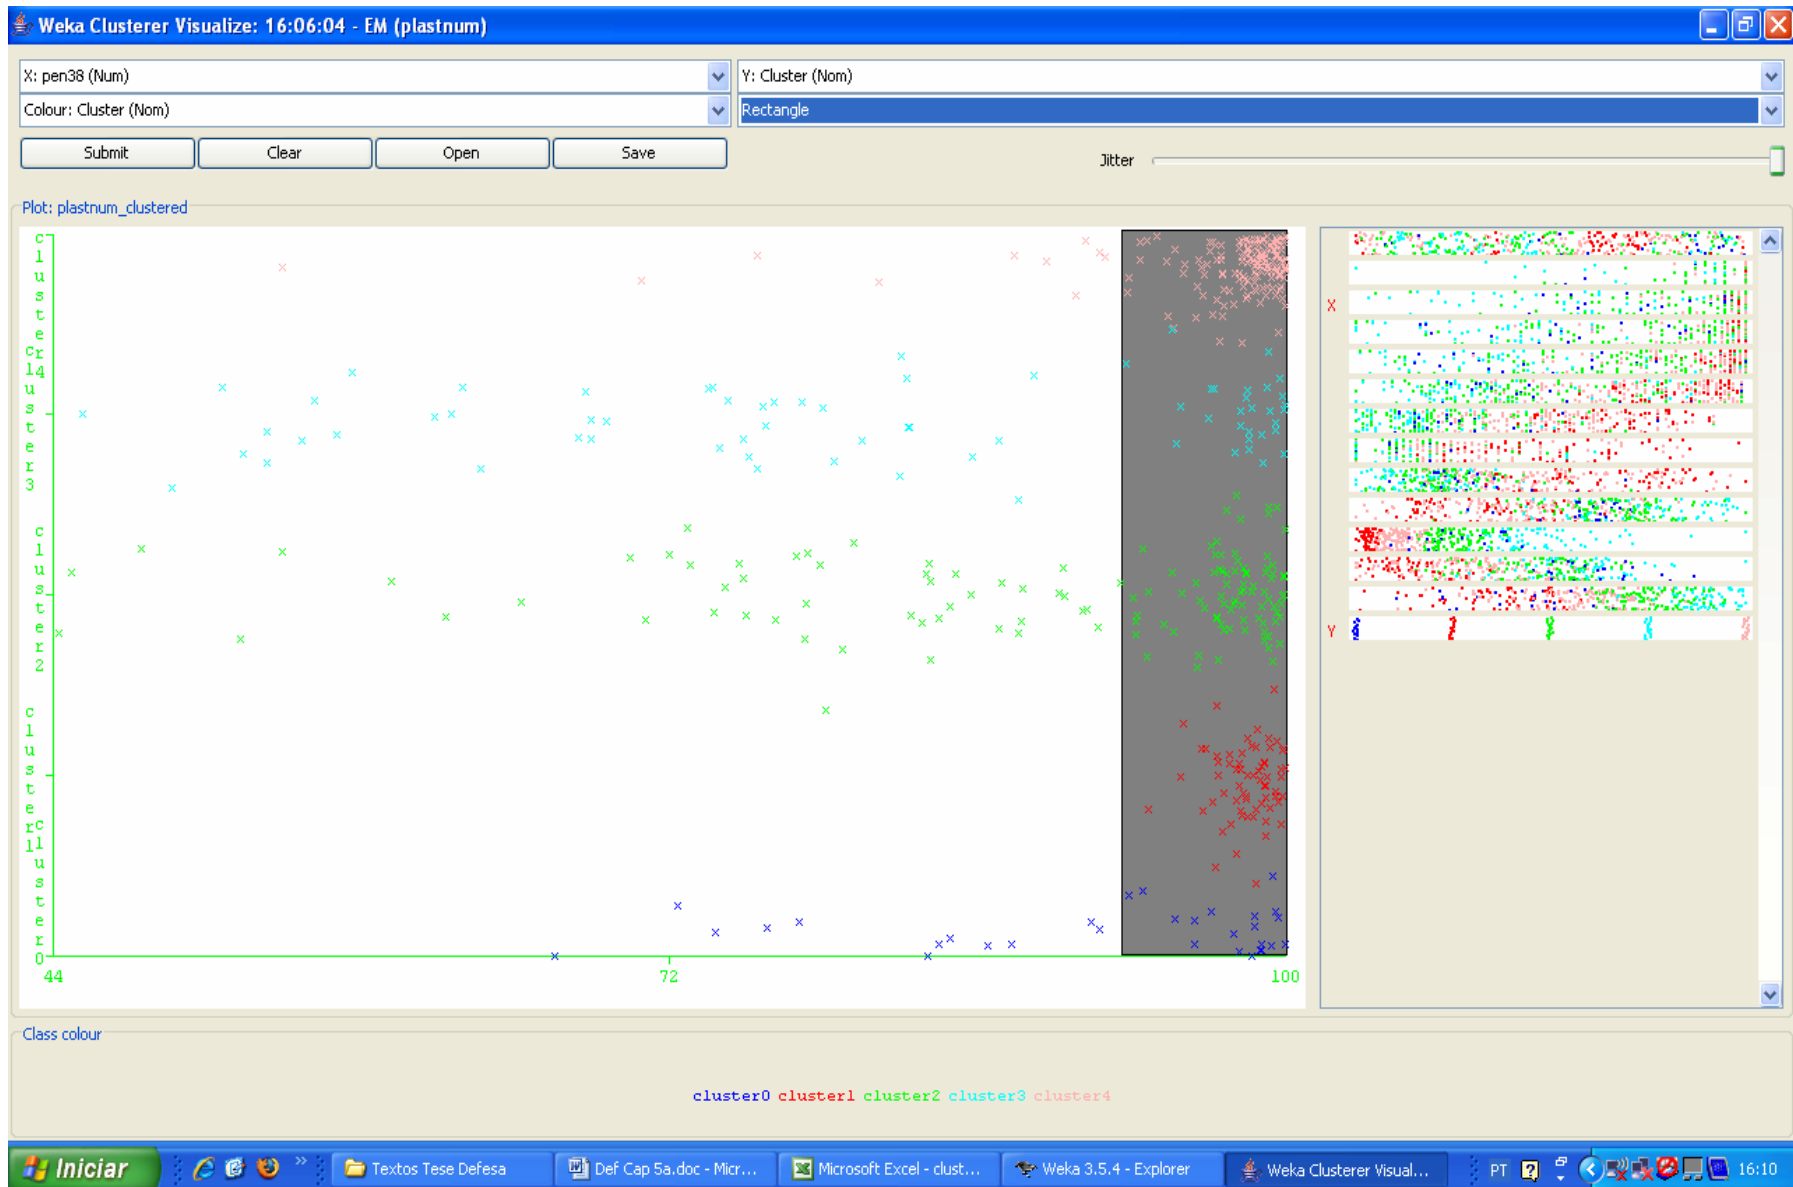 Weka Clusterer Visualize: 16:06:04 - EM (plastnum)
X: pen38 (Num)
Y: Cluster (Nom)
Colour: Cluster (Nom)
Rectangle
Submit
Clear
Open
Save
Jitter
Plot: plastnum_clustered
cluster4
cluster3
cluster2
cluster1
cluster0
44
72
100
X
Y
Class colour
cluster0 cluster1 cluster2 cluster3 cluster4
Iniciar
»
Textos Tese Defesa
Def Cap 5a.doc - Micr...
Microsoft Excel - clust...
Weka 3.5.4 - Explorer
Weka Clusterer Visual...
PT
16:10